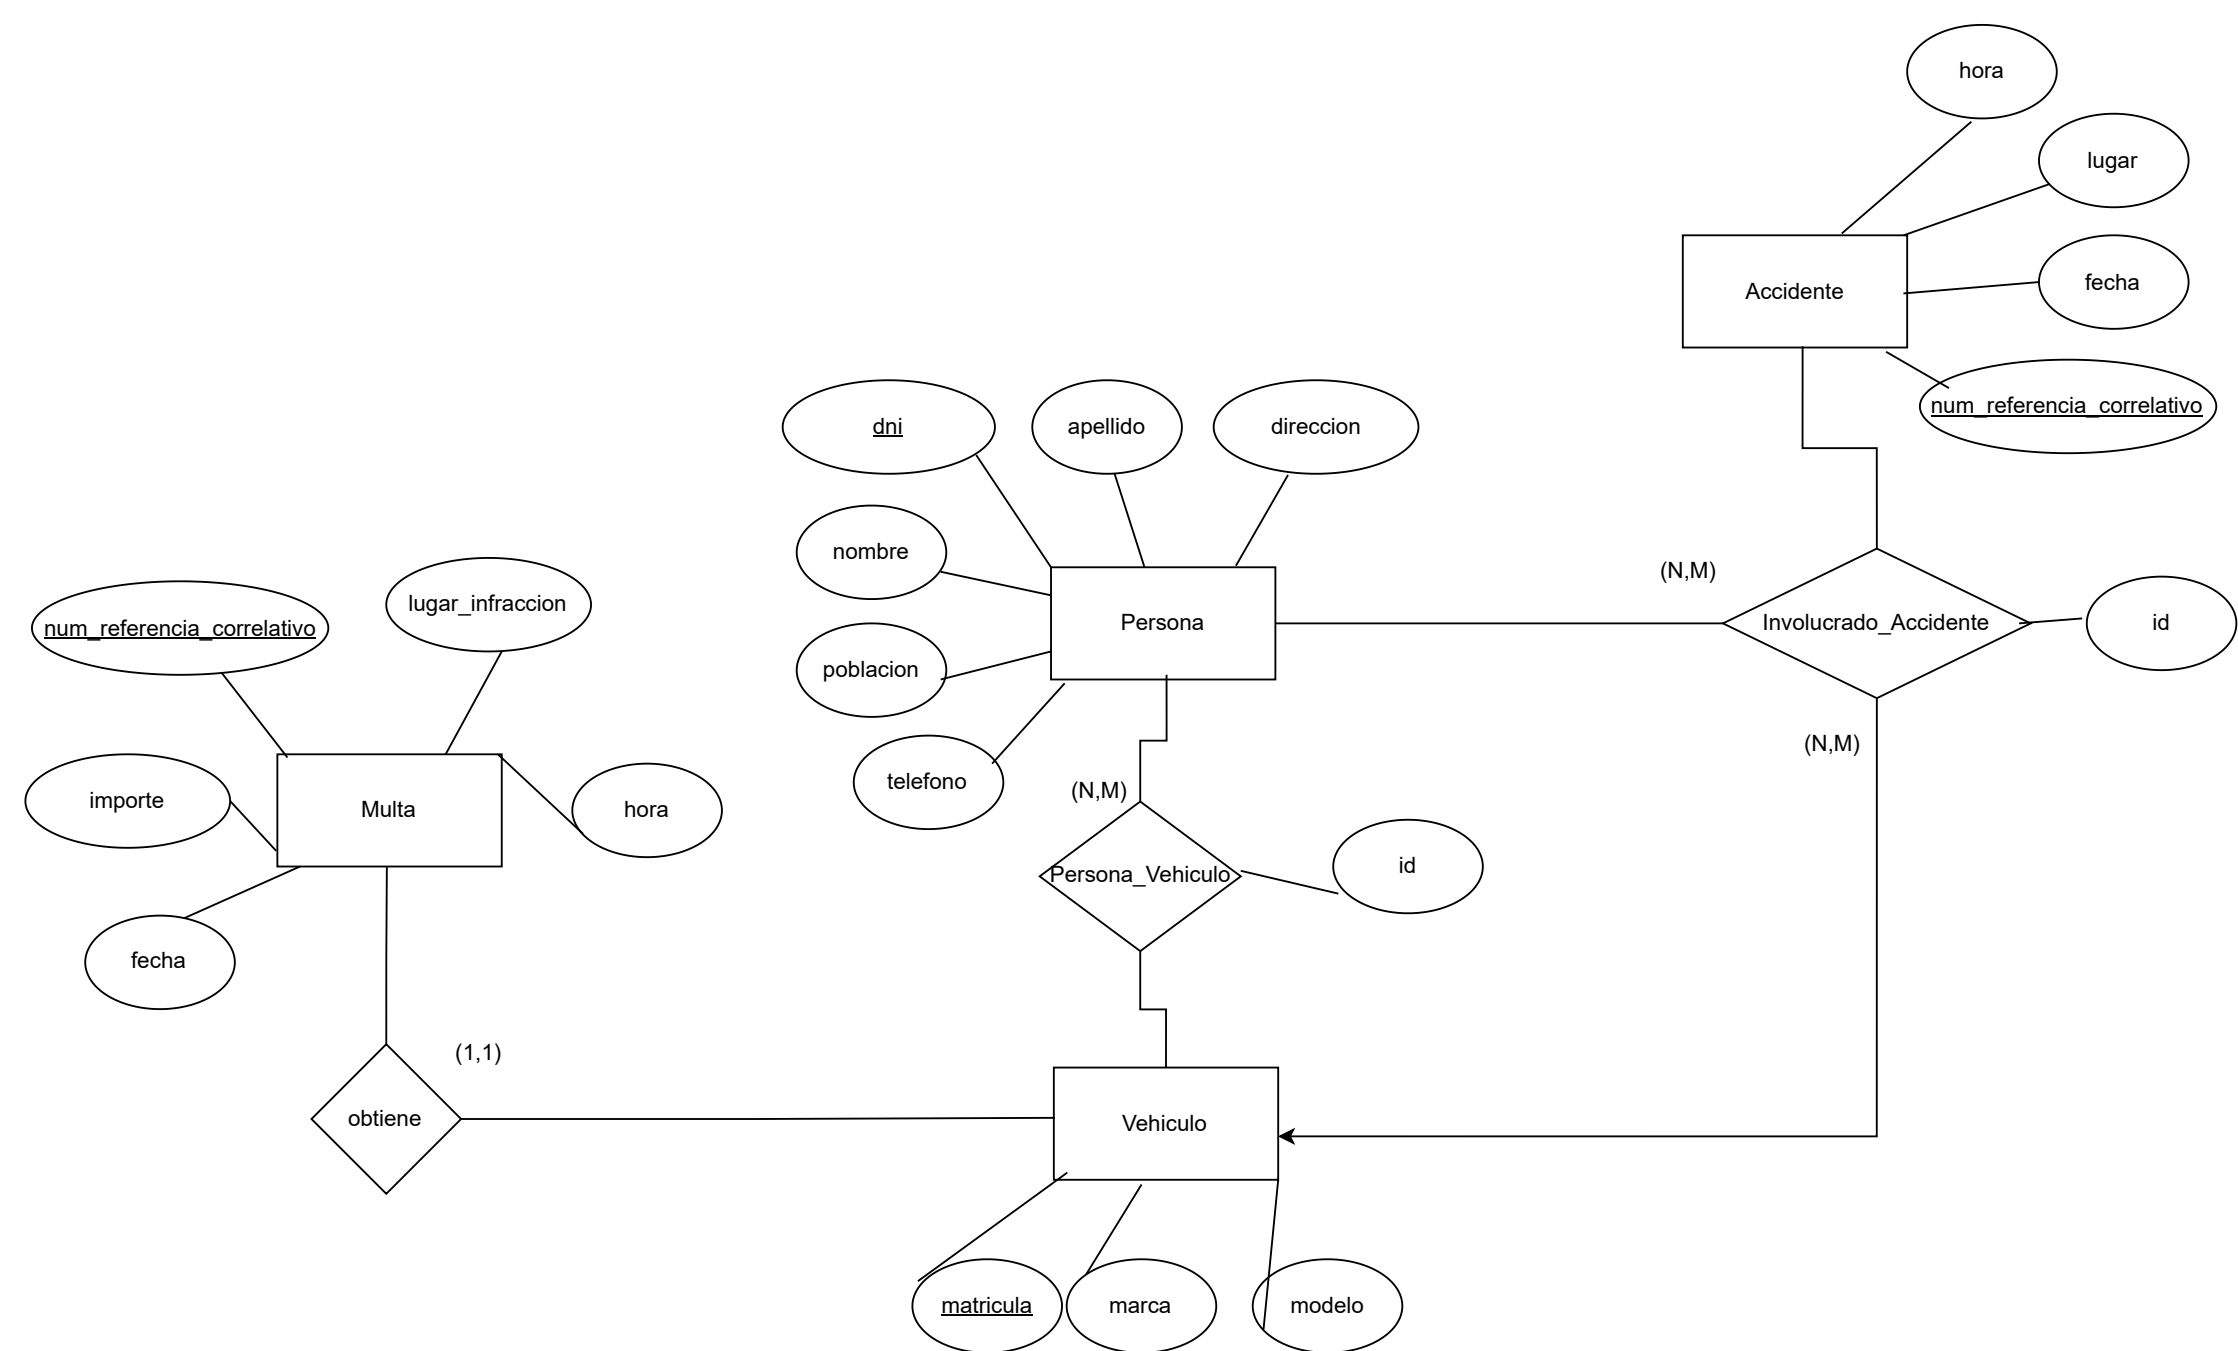 hora
lugar
Accidente
fecha
num_referencia_correlativo
dni
apellido
direccion
nombre
Persona
poblacion
telefono
(N,M)
Involucrado_Accidente
id
(N,M)
num_referencia_correlativo
lugar_infraccion
importe
Multa
hora
fecha
(N,M)
Persona_Vehiculo
id
(1,1)
obtiene
Vehiculo
matricula
marca
modelo